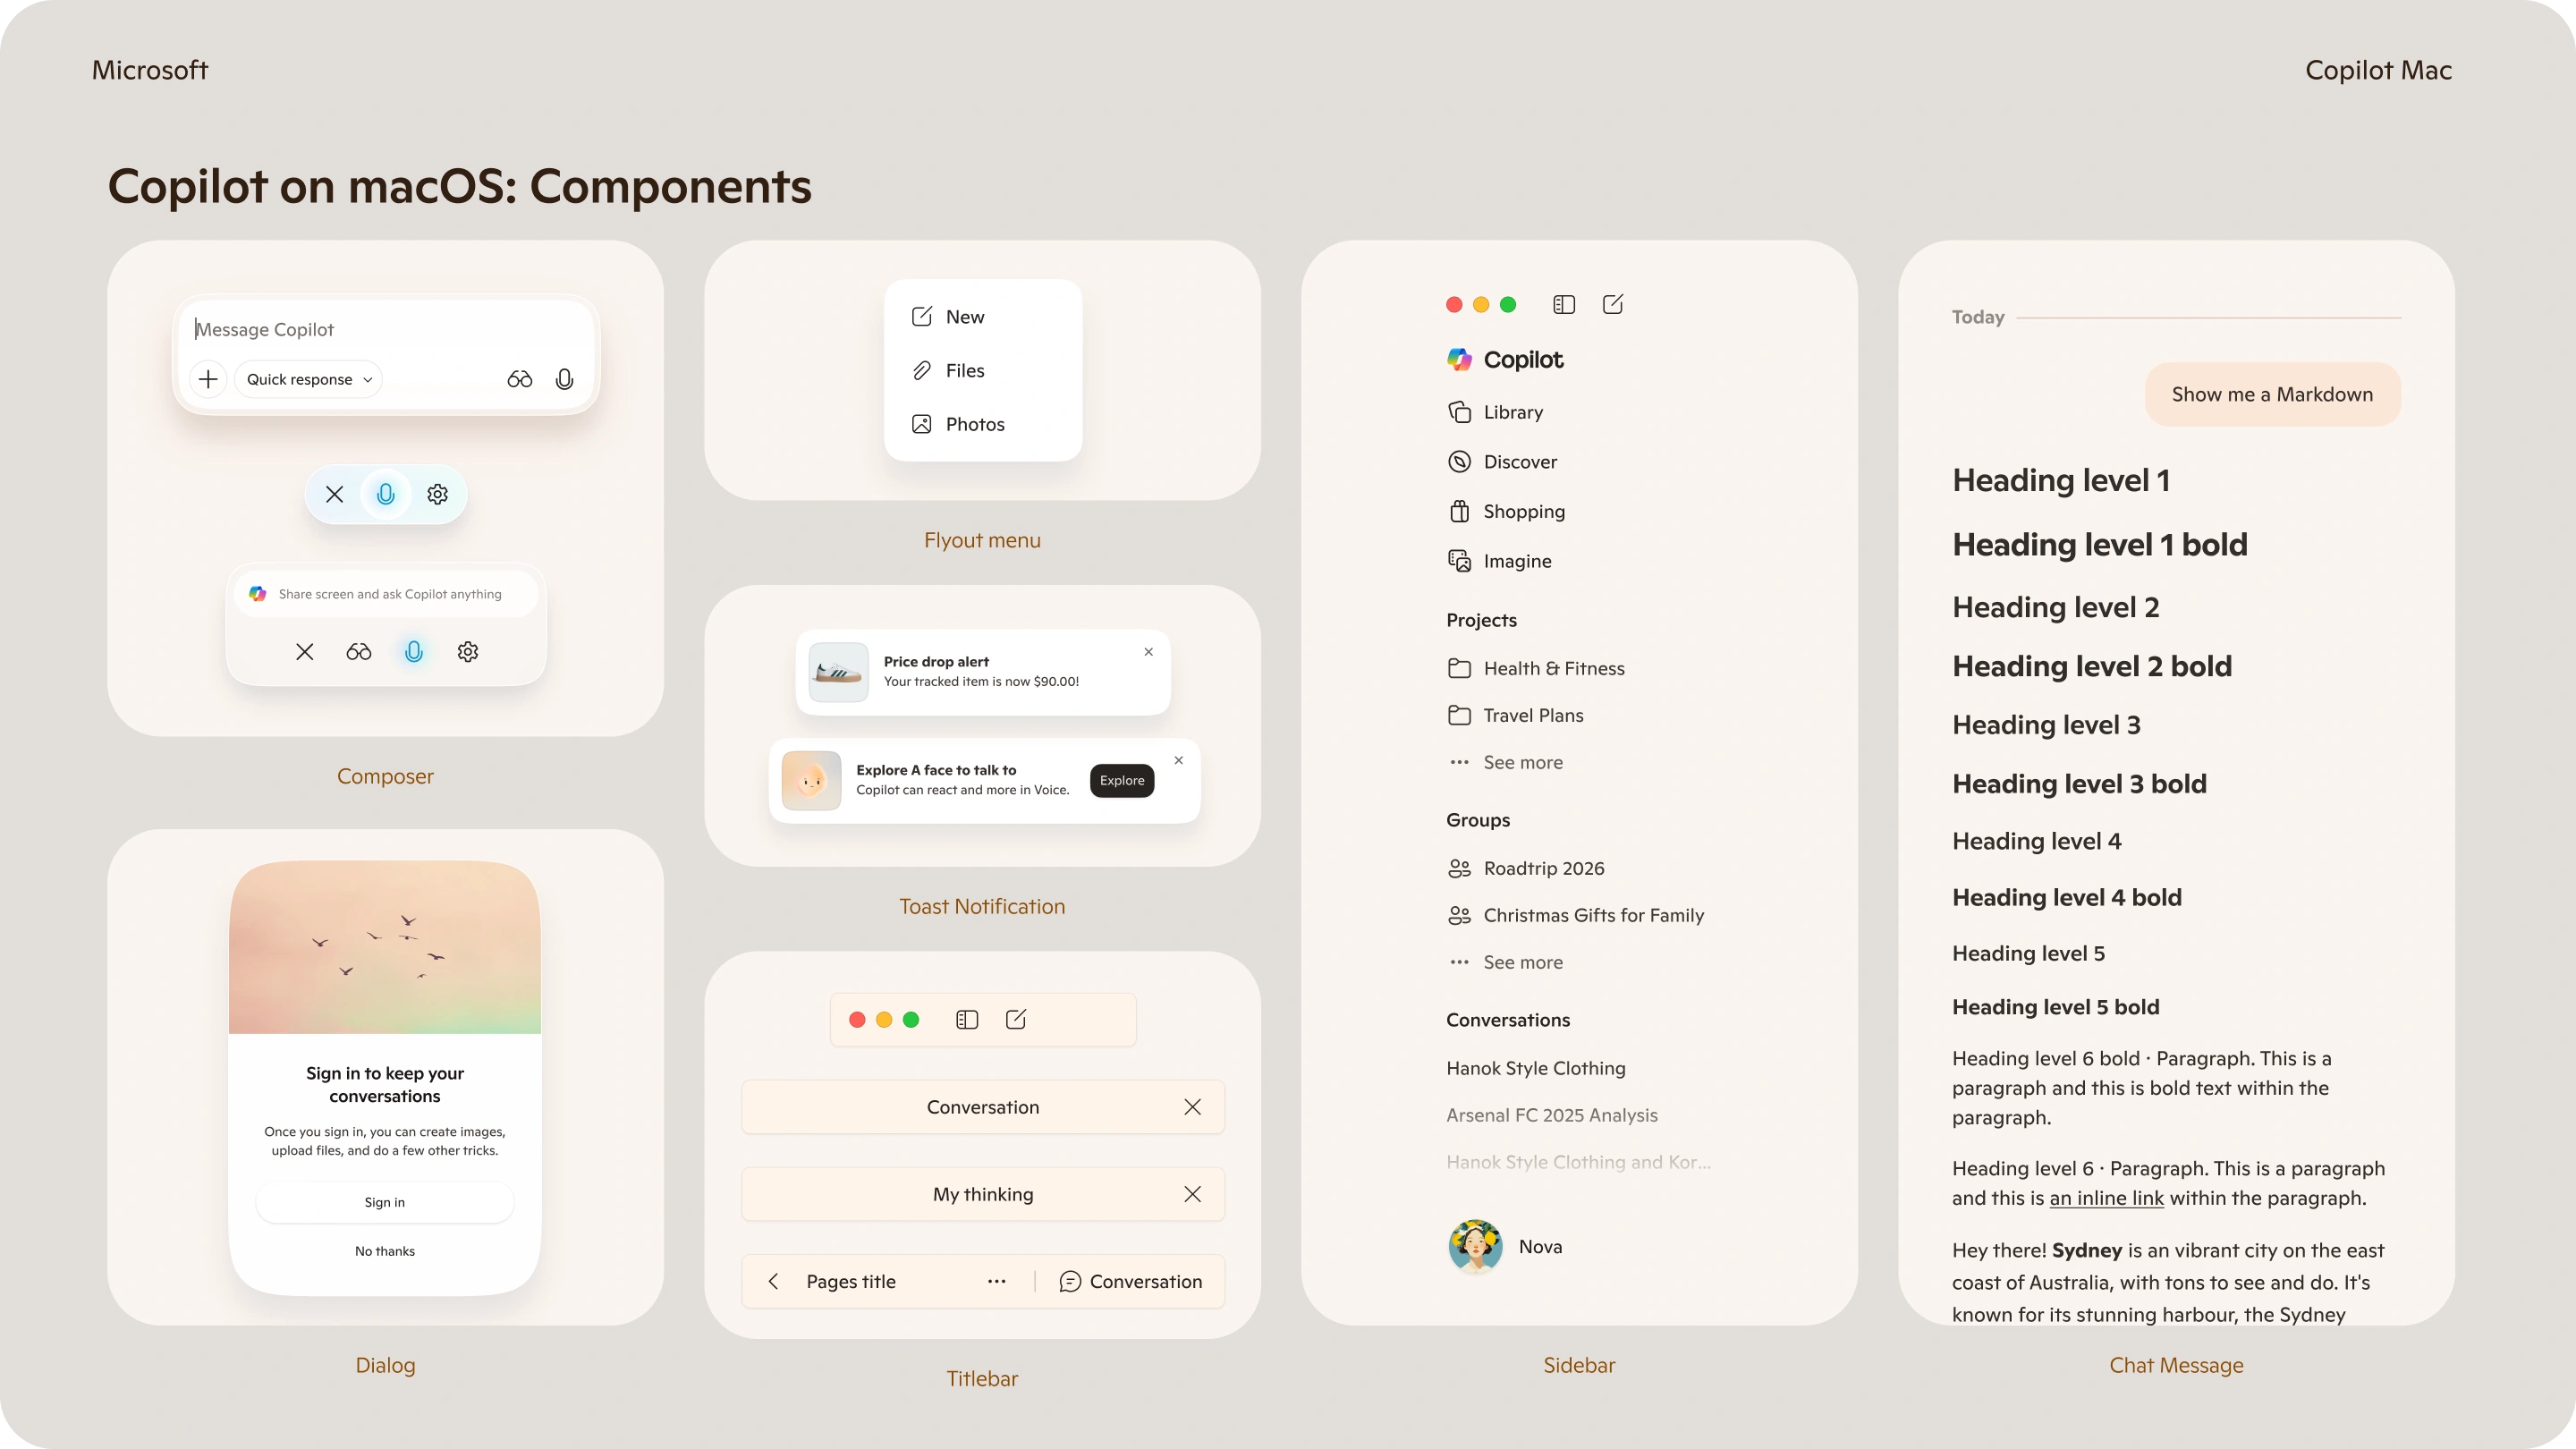 Microsoft
Copilot Mac
Copilot on macOS: Components
Message Copilot
Quick response
Share screen and ask Copilot anything
Composer
Sign in to keep your
conversations
Once you sign in, you can create images,
upload files, and do a few other tricks.
Sign in
No thanks
Dialog
New
Files
Photos
Flyout menu
Price drop alert
Your tracked item is now $90.00!
Explore A face to talk to
Copilot can react and more in Voice.
Explore
Toast Notification
Conversation
My thinking
Pages title
Conversation
Titlebar
Copilot
Library
Discover
Shopping
Imagine
Projects
Health & Fitness
Travel Plans
See more
Groups
Roadtrip 2026
Christmas Gifts for Family
See more
Conversations
Hanok Style Clothing
Arsenal FC 2025 Analysis
Hanok Style Clothing and Kor...
Nova
Sidebar
Today
Show me a Markdown
Heading level 1
Heading level 1 bold
Heading level 2
Heading level 2 bold
Heading level 3
Heading level 3 bold
Heading level 4
Heading level 4 bold
Heading level 5
Heading level 5 bold
Heading level 6 bold · Paragraph. This is a
paragraph and this is bold text within the
paragraph.
Heading level 6 · Paragraph. This is a paragraph
and this is an inline link within the paragraph.
Hey there! Sydney is an vibrant city on the east
coast of Australia, with tons to see and do. It's
known for its stunning harbour, the Sydney
Chat Message